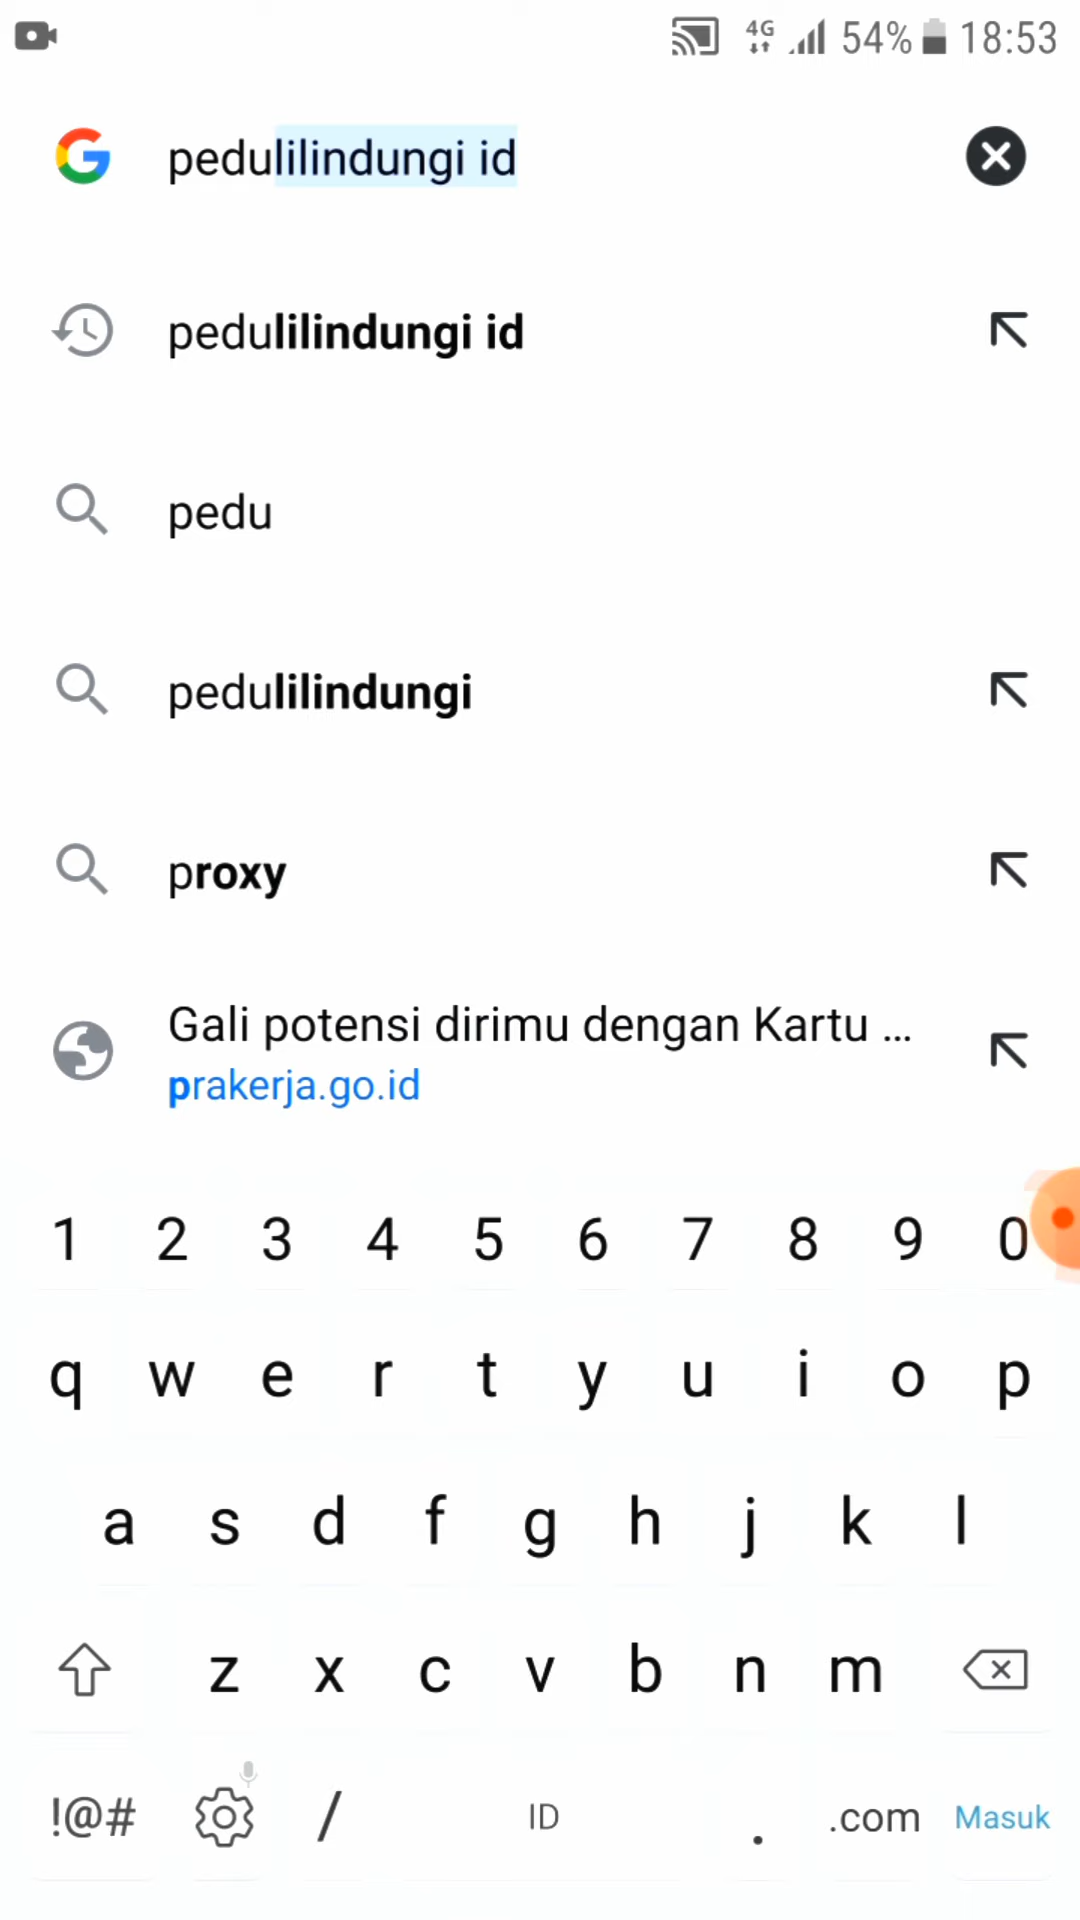 4G 54% 18:53
pedulilindungi id
pedulilindungi id
pedu
pedulilindungi
proxy
Gali potensi dirimu dengan Kartu ...
prakerja.go.id
1 2 3 4 5 6 7 8 9 0
q w e r t y u i o p
a s d f g h j k l
z x c v b n m
!@# / ID . .com Masuk